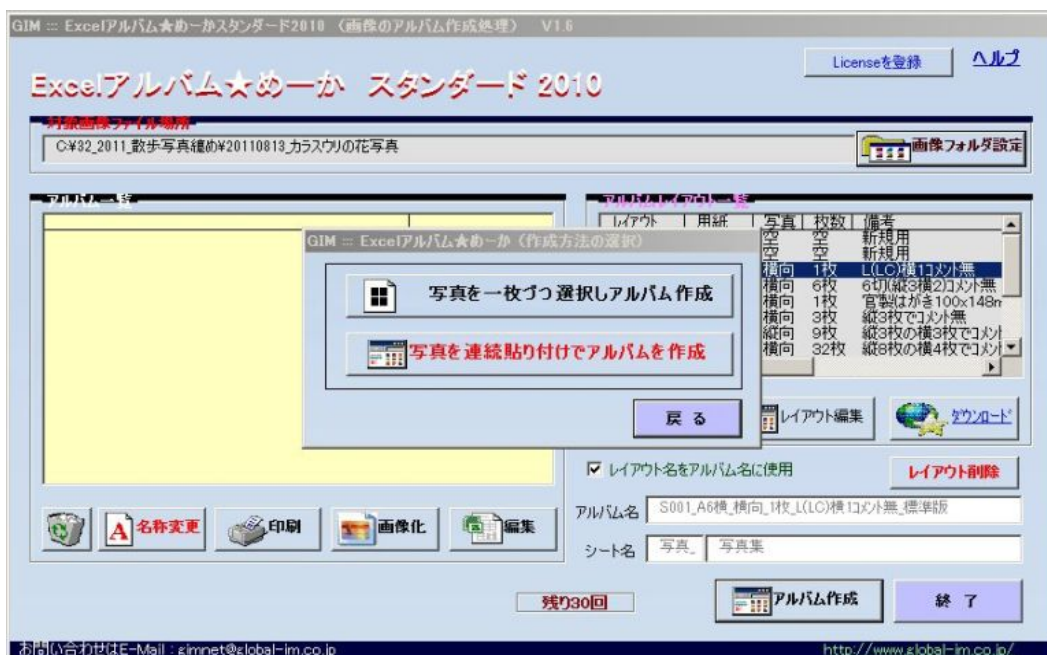 GIM ::: Excelアルバム★めーかスタンダード2010 〈画像のアルバム作成処理〉 V1.6
Licenseを登録
ヘルプ
Excelアルバム★めーか スタンダード 2010
対象画像ファイル場所
C:¥32_2011_散歩写真纏め¥20110813_カラスウリの花写真
画像フォルダ設定
アルバム一覧
アルバムレイアウト一覧
レイアウト 用紙 写真 枚数 備考
空 空 新規用
空 空 新規用
横向 1枚 L(LC)横1コメント無
横向 6枚 6切(縦3横2)コメント無
横向 1枚 官製はがき100x148m
横向 3枚 縦3枚でコメント無
縦向 9枚 縦3枚の横3枚でコメント
横向 32枚 縦8枚の横4枚でコメント
GIM ::: Excelアルバム★めーか〈作成方法の選択〉
写真を一枚づつ選択しアルバム作成
写真を連続貼り付けでアルバムを作成
戻 る
レイアウト編集
ダウンロード
レイアウト名をアルバム名に使用
レイアウト削除
アルバム名 S001_A6横_横向_1枚_L(LC)横1コメント無_標準版
シート名 写真_ 写真集
名称変更
印刷
画像化
編集
残り30回
アルバム作成
終 了
お問い合わせはE-Mail : gimnet@global-im.co.jp
http://www.global-im.co.jp/